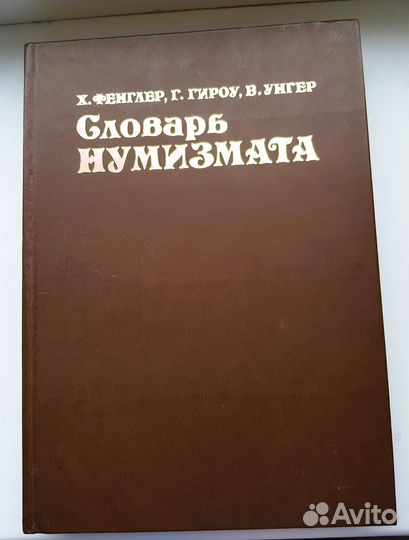 Х. ФЕНГЛЕР, Г. ГИРОУ, В. УНГЕР
Словарь
НУМИЗМАТА
Avito